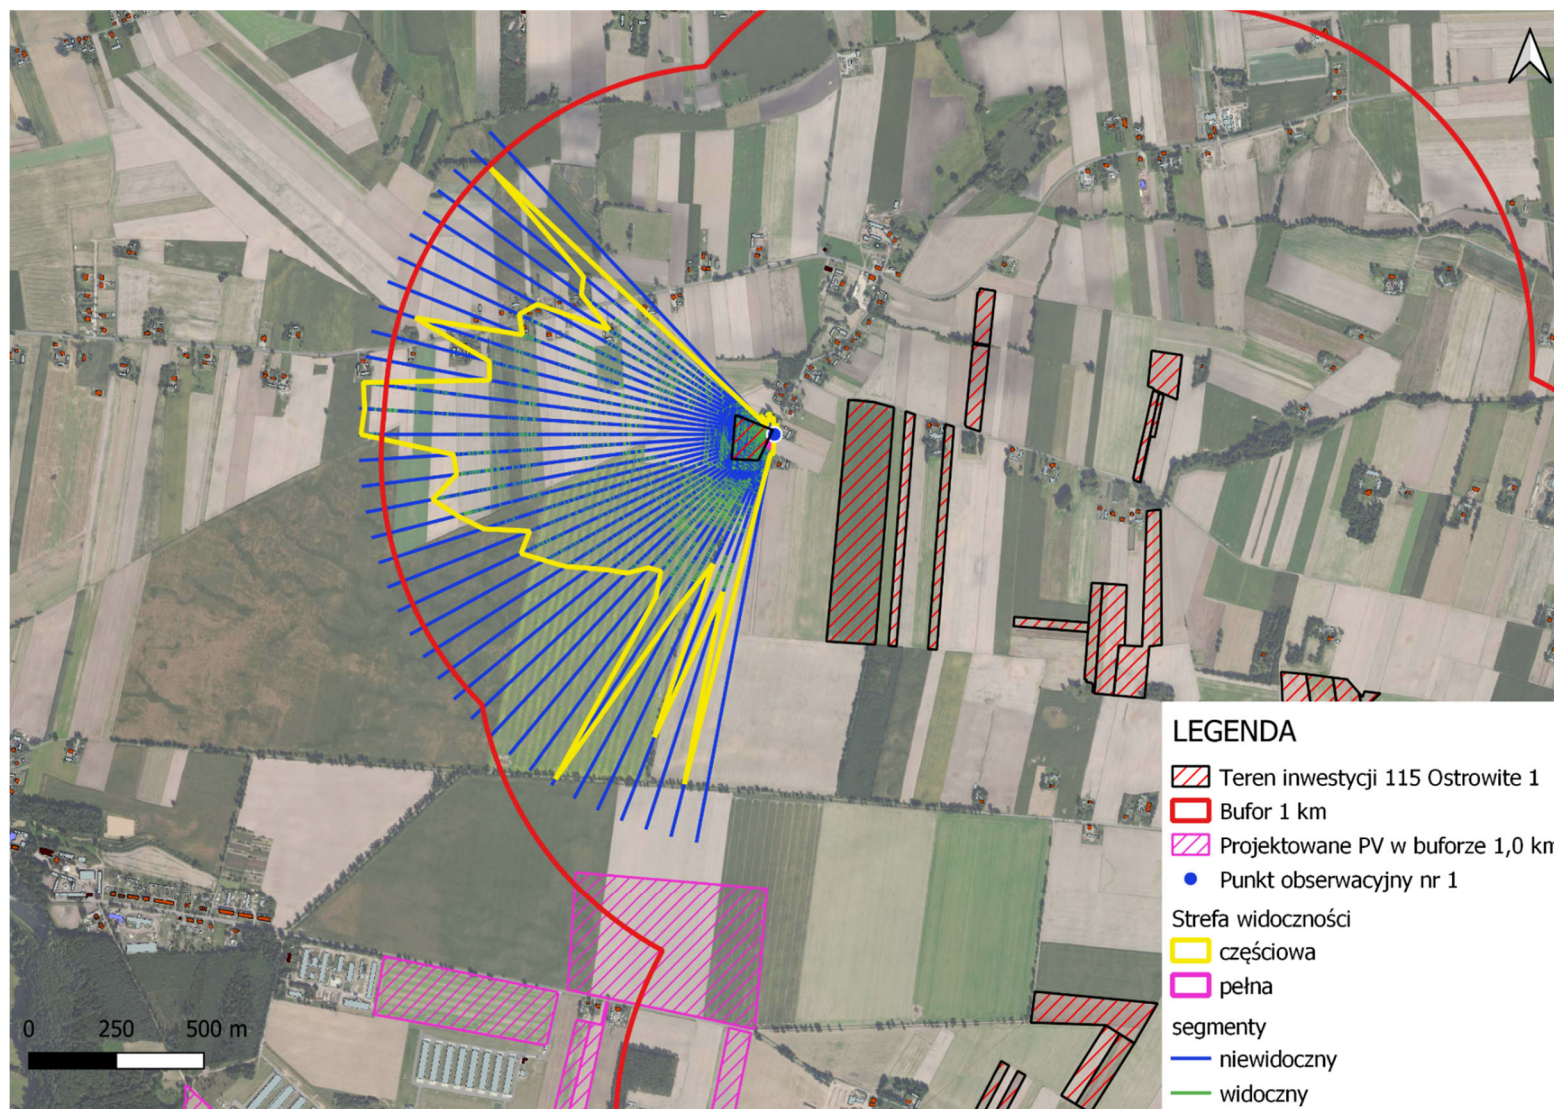 LEGENDA
Teren inwestycji 115 Ostrowite 1
Bufor 1 km
Projektowane PV w buforze 1,0 km
Punkt obserwacyjny nr 1
Strefa widoczności
częściowa
pełna
segmenty
niewidoczny
widoczny
0 250 500 m